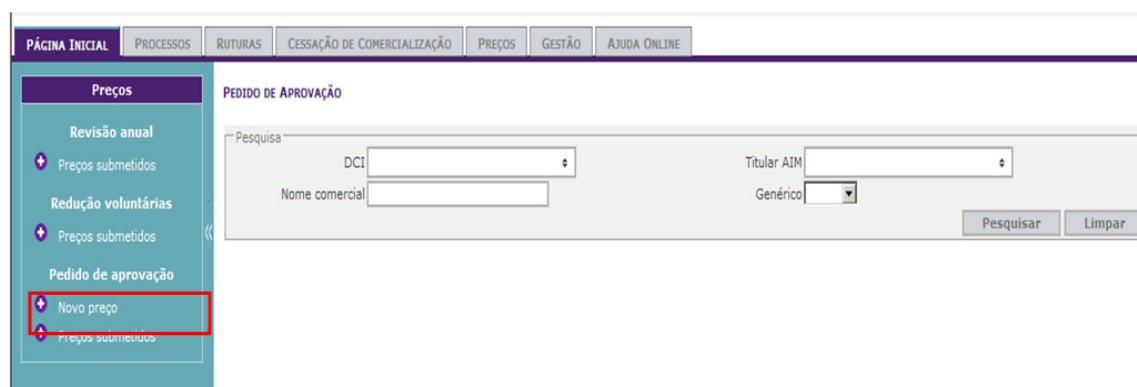 PÁGINA INICIAL PROCESSOS RUTURAS CESSAÇÃO DE COMERCIALIZAÇÃO PREÇOS GESTÃO AJUDA ONLINE
Preços
Revisão anual
Preços submetidos
Redução voluntárias
Preços submetidos
Pedido de aprovação
Novo preço
Preços submetidos
PEDIDO DE APROVAÇÃO
Pesquisa
DCI Titular AIM
Nome comercial Genérico
Pesquisar Limpar